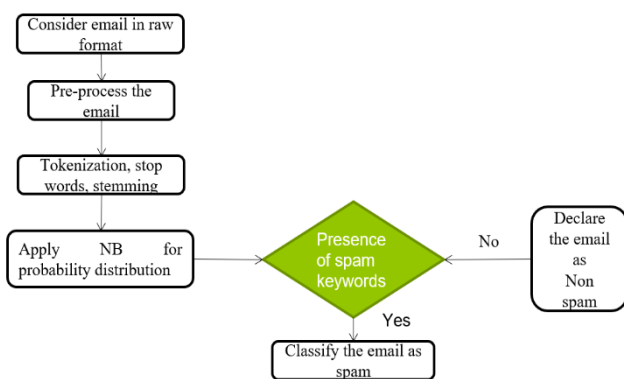 Consider email in raw
format
Pre-process the
email
Tokenization, stop
words, stemming
Apply NB for
probability distribution
Presence
of spam
keywords
No
Declare
the email
as
Non
spam
Yes
Classify the email as
spam